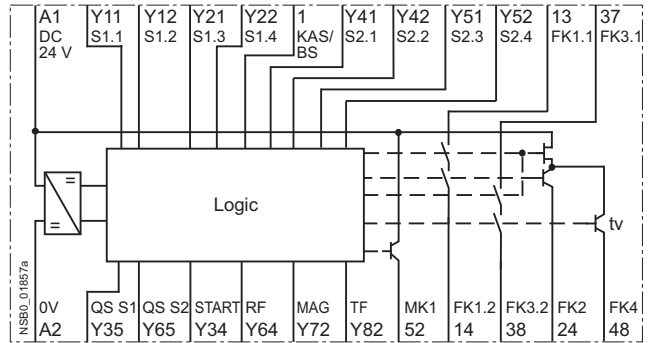 A1 Y11 Y12 Y21 Y22 1 Y41 Y42 Y51 Y52 13 37
DC S1.1 S1.2 S1.3 S1.4 KAS/ S2.1 S2.2 S2.3 S2.4 FK1.1 FK3.1
24 V BS
=
=
Logic
tv
NSB0_01857a
0V QS S1 QS S2 START RF MAG TF MK1 FK1.2 FK3.2 FK2 FK4
A2 Y35 Y65 Y34 Y64 Y72 Y82 52 14 38 24 48